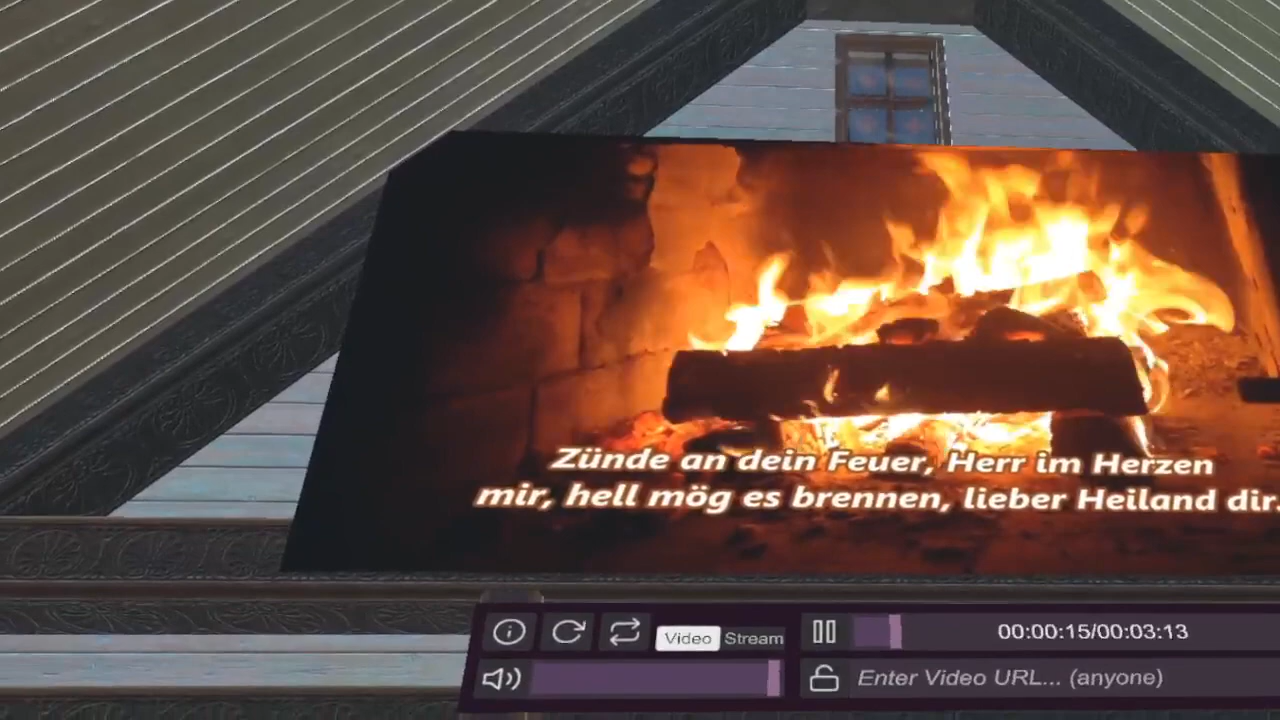 Zünde an dein Feuer, Herr im Herzen
mir, hell mög es brennen, lieber Heiland dir.
Video Stream
00:00:15/00:03:13
Enter Video URL... (anyone)